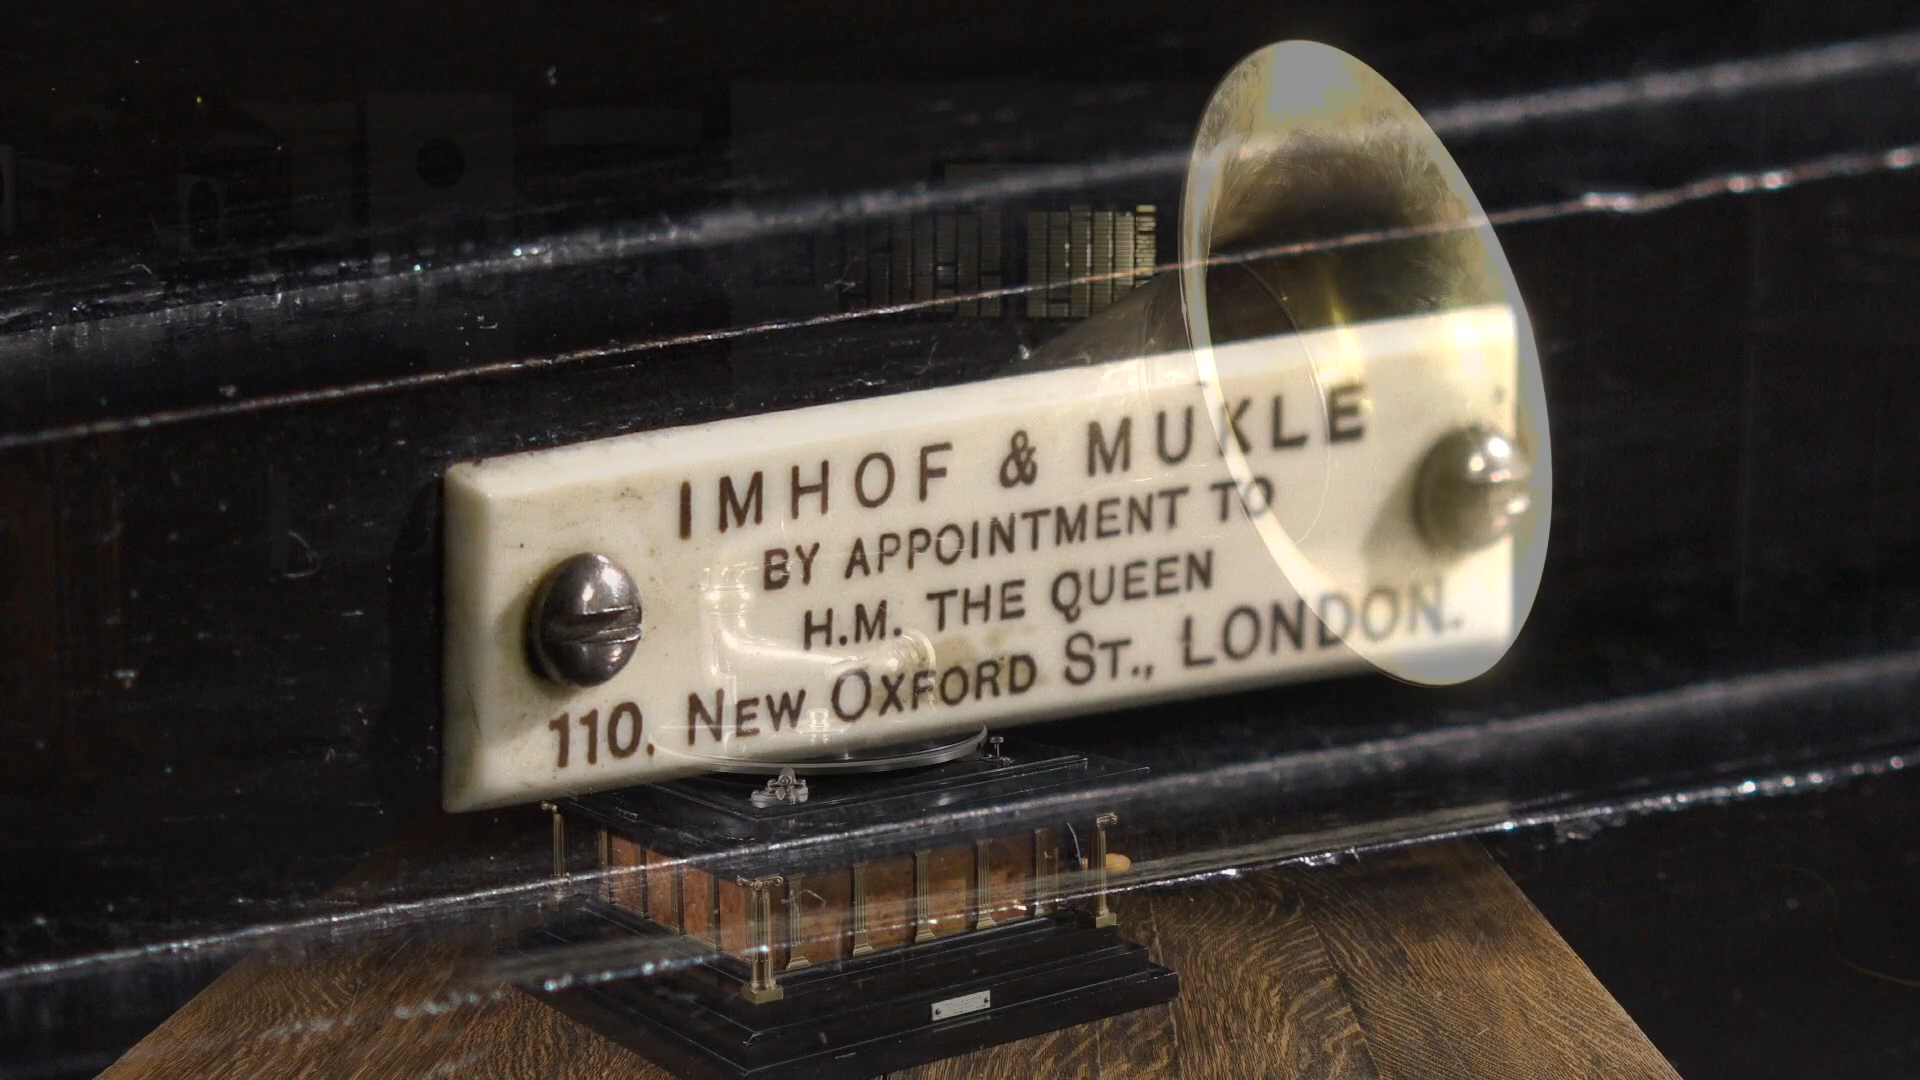 IMHOF & MUKLE
BY APPOINTMENT TO
H.M. THE QUEEN
110, NEW OXFORD ST., LONDON.